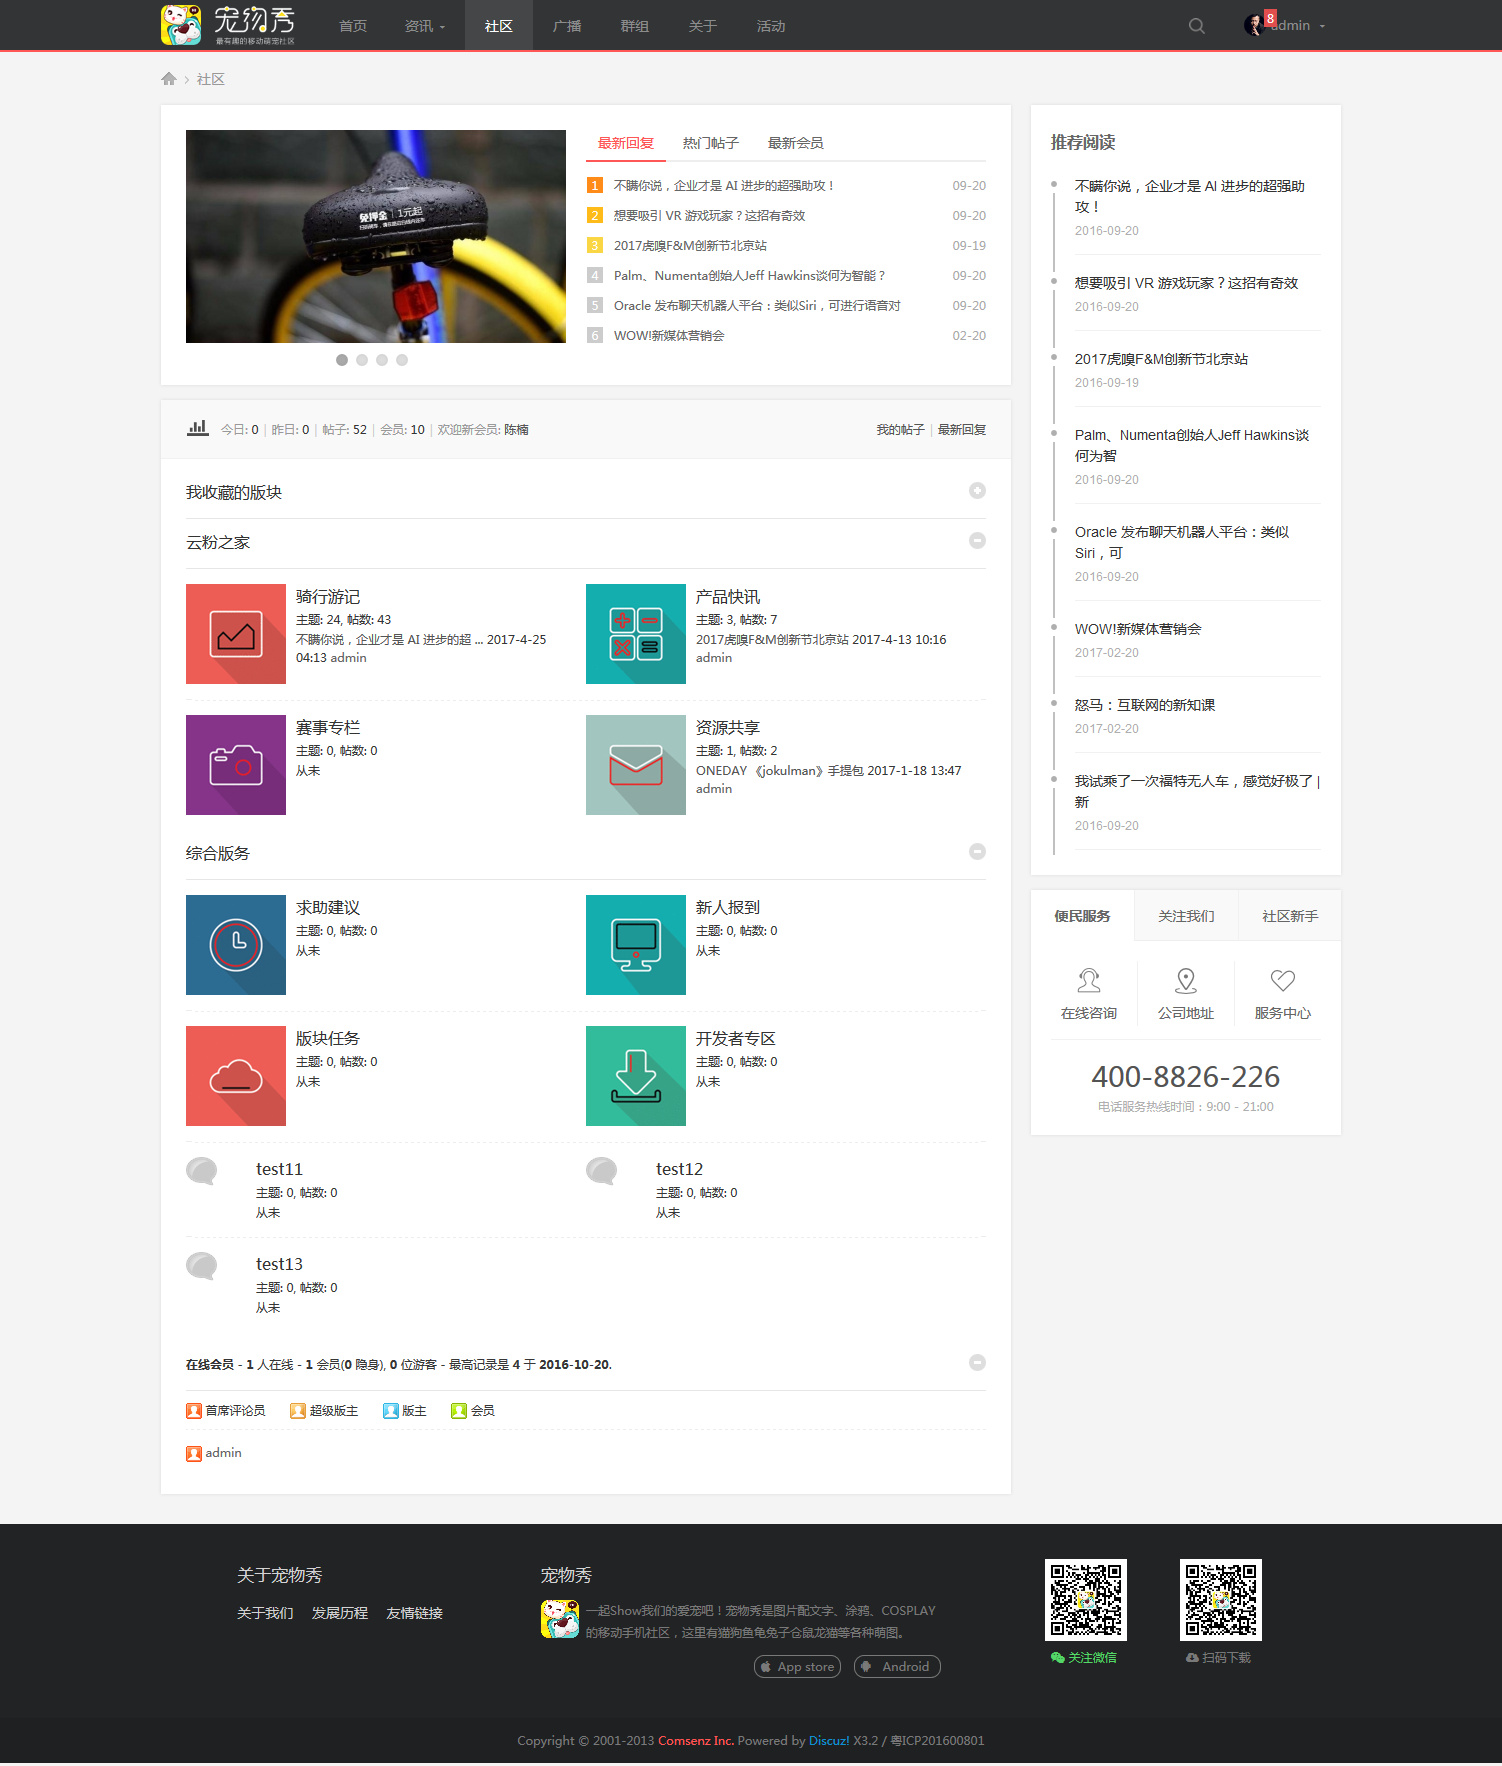 宠物秀
最有趣的移动萌宠社区
首页 资讯 社区 广播 群组 关于 活动
8
admin
社区
免押金 | 1元起
最新回复 热门帖子 最新会员
1 不瞒你说，企业才是 AI 进步的超强助攻！ 09-20
2 想要吸引 VR 游戏玩家？这招有奇效 09-20
3 2017虎嗅F&M创新节北京站 09-19
4 Palm、Numenta创始人Jeff Hawkins谈何为智能？ 09-20
5 Oracle 发布聊天机器人平台：类似Siri，可进行语音对 09-20
6 WOW!新媒体营销会 02-20
今日: 0 | 昨日: 0 | 帖子: 52 | 会员: 10 | 欢迎新会员: 陈楠
我的帖子 | 最新回复
我收藏的版块
云粉之家
骑行游记
主题: 24, 帖数: 43
不瞒你说，企业才是 AI 进步的超 ... 2017-4-25
04:13 admin
产品快讯
主题: 3, 帖数: 7
2017虎嗅F&M创新节北京站 2017-4-13 10:16
admin
赛事专栏
主题: 0, 帖数: 0
从未
资源共享
主题: 1, 帖数: 2
ONEDAY 《jokulman》手提包 2017-1-18 13:47
admin
综合版务
求助建议
主题: 0, 帖数: 0
从未
新人报到
主题: 0, 帖数: 0
从未
版块任务
主题: 0, 帖数: 0
从未
开发者专区
主题: 0, 帖数: 0
从未
test11
主题: 0, 帖数: 0
从未
test12
主题: 0, 帖数: 0
从未
test13
主题: 0, 帖数: 0
从未
在线会员 - 1 人在线 - 1 会员(0 隐身), 0 位游客 - 最高记录是 4 于 2016-10-20.
首席评论员 超级版主 版主 会员
admin
推荐阅读
不瞒你说，企业才是 AI 进步的超强助
攻！
2016-09-20
想要吸引 VR 游戏玩家？这招有奇效
2016-09-20
2017虎嗅F&M创新节北京站
2016-09-19
Palm、Numenta创始人Jeff Hawkins谈
何为智
2016-09-20
Oracle 发布聊天机器人平台：类似
Siri，可
2016-09-20
WOW!新媒体营销会
2017-02-20
怒马：互联网的新知课
2017-02-20
我试乘了一次福特无人车，感觉好极了 |
新
2016-09-20
便民服务 关注我们 社区新手
在线咨询 公司地址 服务中心
400-8826-226
电话服务热线时间：9:00 - 21:00
关于宠物秀
关于我们 发展历程 友情链接
宠物秀
一起Show我们的爱宠吧！宠物秀是图片配文字、涂鸦、COSPLAY
的移动手机社区，这里有猫狗鱼龟兔子仓鼠龙猫等各种萌图。
App store Android
关注微信
扫码下载
Copyright © 2001-2013 Comsenz Inc. Powered by Discuz! X3.2 / 粤ICP201600801